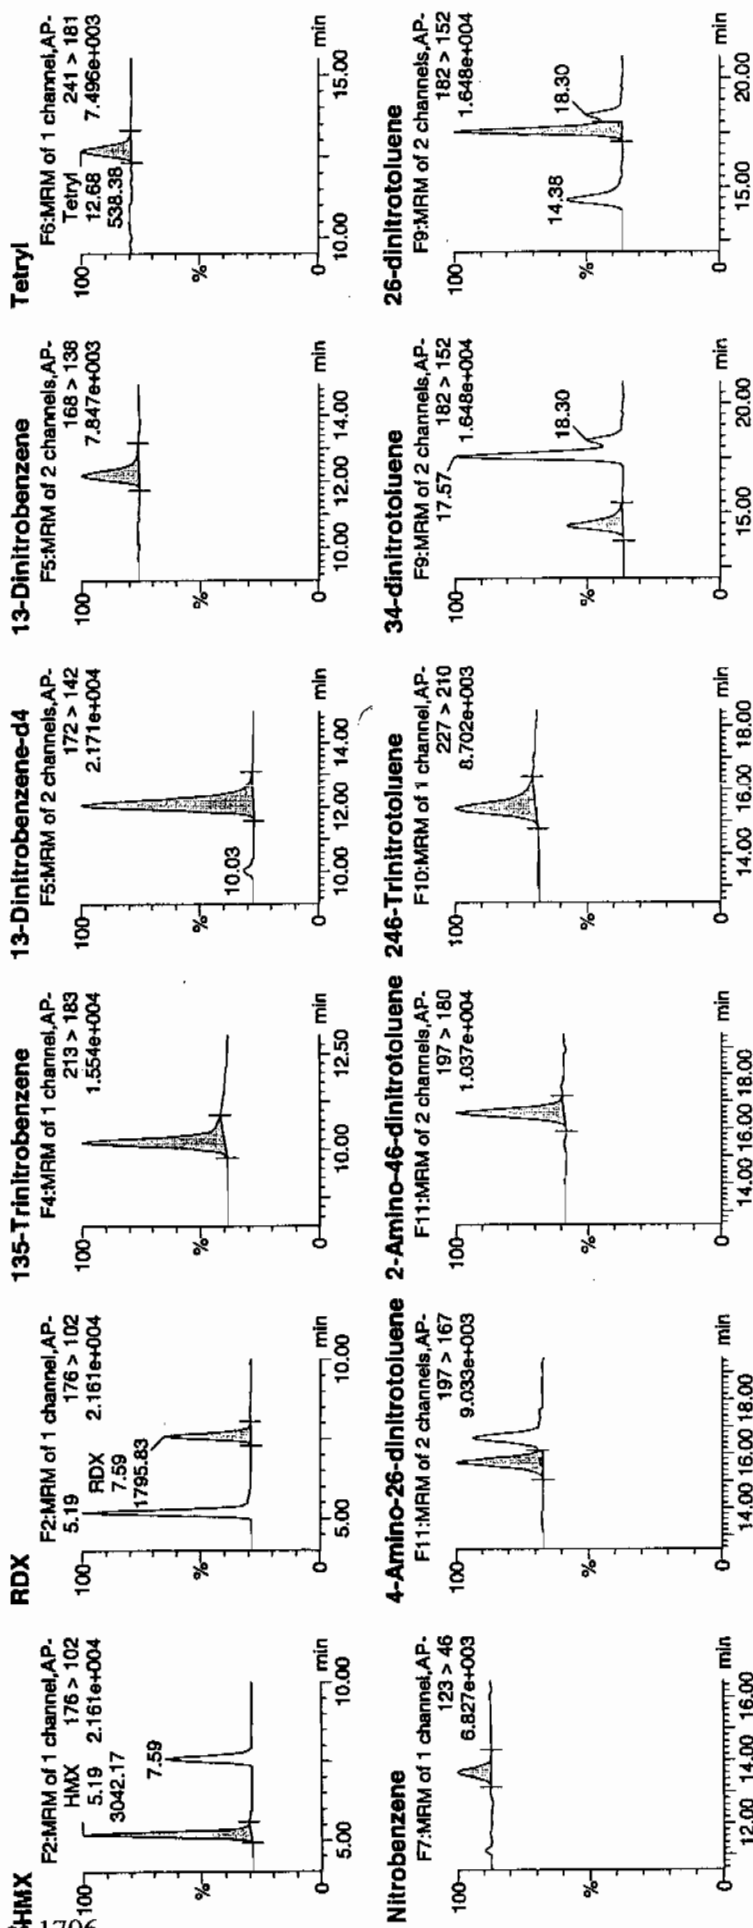 HMX
F2:MRM of 1 channel,AP-
176 > 102
2.161e+004
HMX
5.19
3042.17
7.59
100
%
0
5.00
10.00
min
RDX
F2:MRM of 1 channel,AP-
176 > 102
2.161e+004
5.19
RDX
7.59
1795.83
100
%
0
5.00
10.00
min
135-Trinitrobenzene
F4:MRM of 1 channel,AP-
213 > 183
1.554e+004
100
%
0
10.00
12.50
min
13-Dinitrobenzene-d4
F5:MRM of 2 channels,AP-
172 > 142
2.171e+004
10.03
100
%
0
10.00
12.00
14.00
min
13-Dinitrobenzene
F5:MRM of 2 channels,AP-
168 > 138
7.847e+003
100
%
0
10.00
12.00
14.00
min
Tetryl
F6:MRM of 1 channel,AP-
241 > 181
7.496e+003
Tetryl
12.68
538.38
100
%
0
10.00
15.00
min
Nitrobenzene
F7:MRM of 1 channel,AP-
123 > 46
6.827e+003
100
%
0
12.00
14.00
16.00
min
4-Amino-26-dinitrotoluene
F11:MRM of 2 channels,AP-
197 > 167
9.033e+003
100
%
0
14.00
16.00
18.00
min
2-Amino-46-dinitrotoluene
F11:MRM of 2 channels,AP-
197 > 180
1.037e+004
100
%
0
14.00
16.00
18.00
min
246-Trinitrotoluene
F10:MRM of 1 channel,AP-
227 > 210
8.702e+003
100
%
0
14.00
16.00
18.00
min
34-dinitrotoluene
F9:MRM of 2 channels,AP-
182 > 152
1.648e+004
17.57
18.30
100
%
0
15.00
20.00
min
26-dinitrotoluene
F9:MRM of 2 channels,AP-
182 > 152
1.648e+004
14.38
18.30
100
%
0
15.00
20.00
min